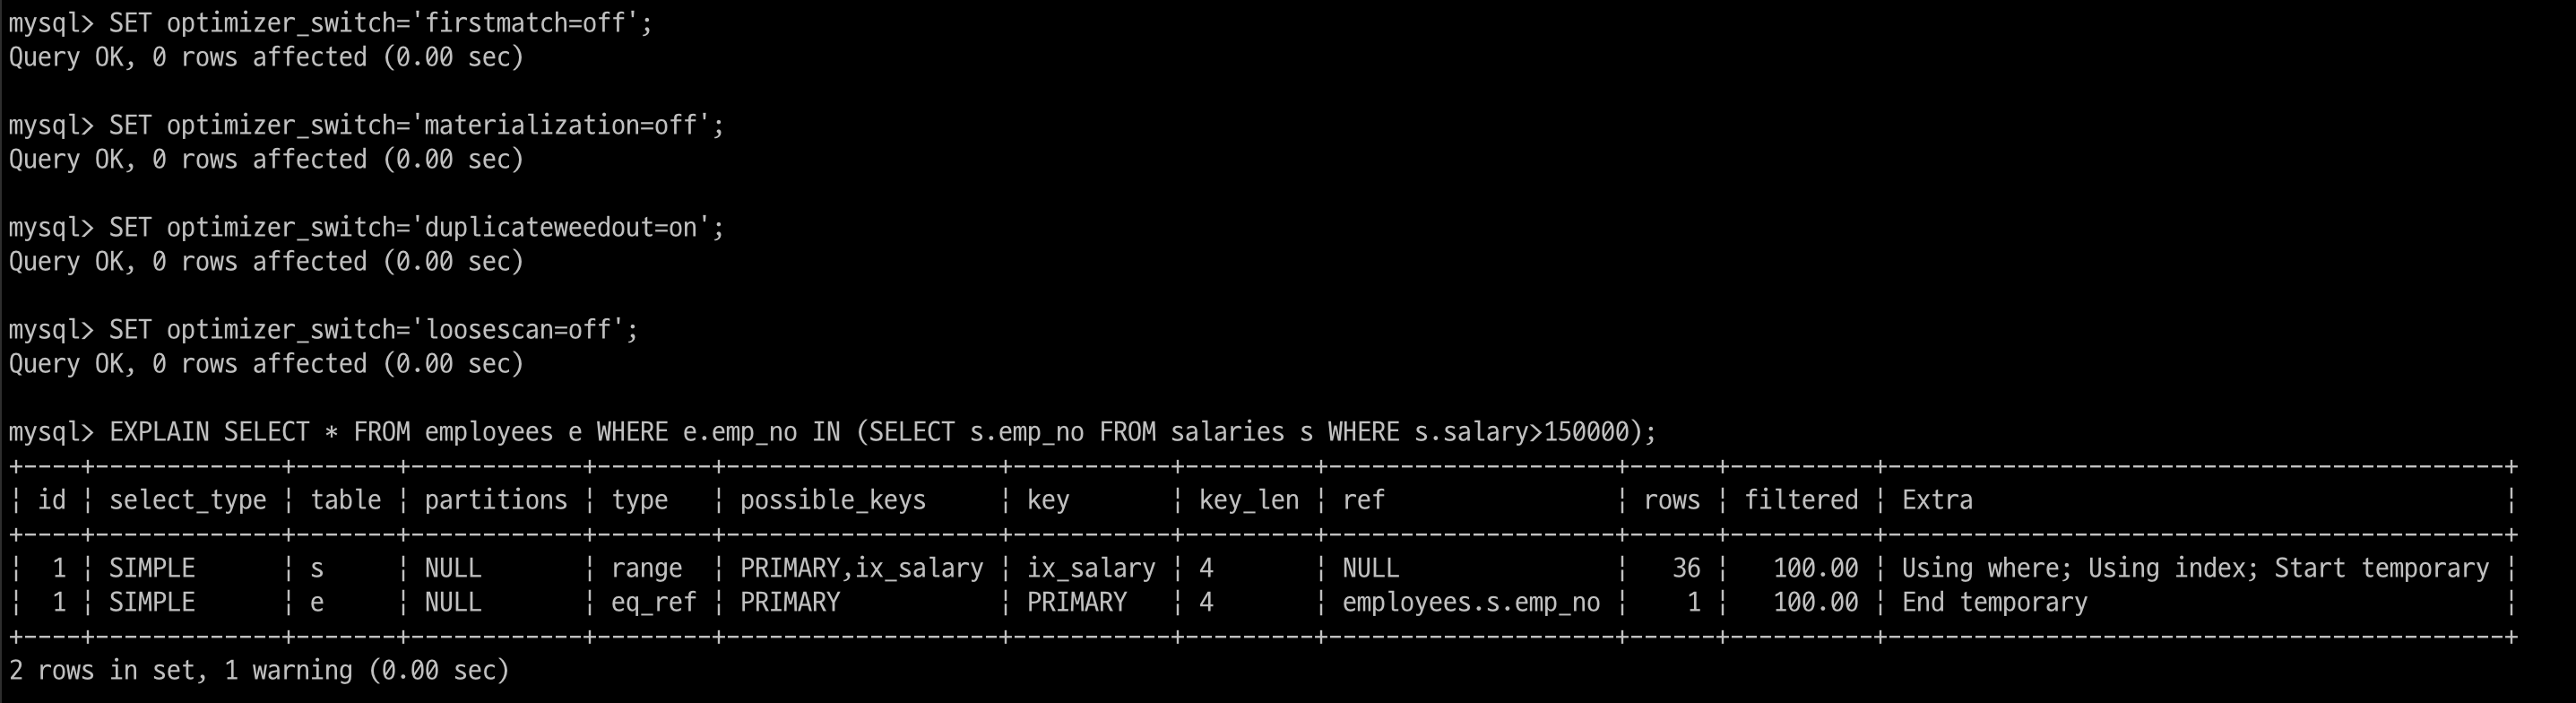 mysql> SET optimizer_switch='firstmatch=off';
Query OK, 0 rows affected (0.00 sec)
mysql> SET optimizer_switch='materialization=off';
Query OK, 0 rows affected (0.00 sec)
mysql> SET optimizer_switch='duplicateweedout=on';
Query OK, 0 rows affected (0.00 sec)
mysql> SET optimizer_switch='loosescan=off';
Query OK, 0 rows affected (0.00 sec)
mysql> EXPLAIN SELECT * FROM employees e WHERE e.emp_no IN (SELECT s.emp_no FROM salaries s WHERE s.salary>150000);
+----+-------------+-------+------------+--------+-------------------+-----------+---------+--------------------+------+----------+-------------------------------------------+
| id | select_type | table | partitions | type   | possible_keys     | key       | key_len | ref                | rows | filtered | Extra                                     |
+----+-------------+-------+------------+--------+-------------------+-----------+---------+--------------------+------+----------+-------------------------------------------+
|  1 | SIMPLE      | s     | NULL       | range  | PRIMARY,ix_salary | ix_salary | 4       | NULL               |   36 |   100.00 | Using where; Using index; Start temporary |
|  1 | SIMPLE      | e     | NULL       | eq_ref | PRIMARY           | PRIMARY   | 4       | employees.s.emp_no |    1 |   100.00 | End temporary                             |
+----+-------------+-------+------------+--------+-------------------+-----------+---------+--------------------+------+----------+-------------------------------------------+
2 rows in set, 1 warning (0.00 sec)